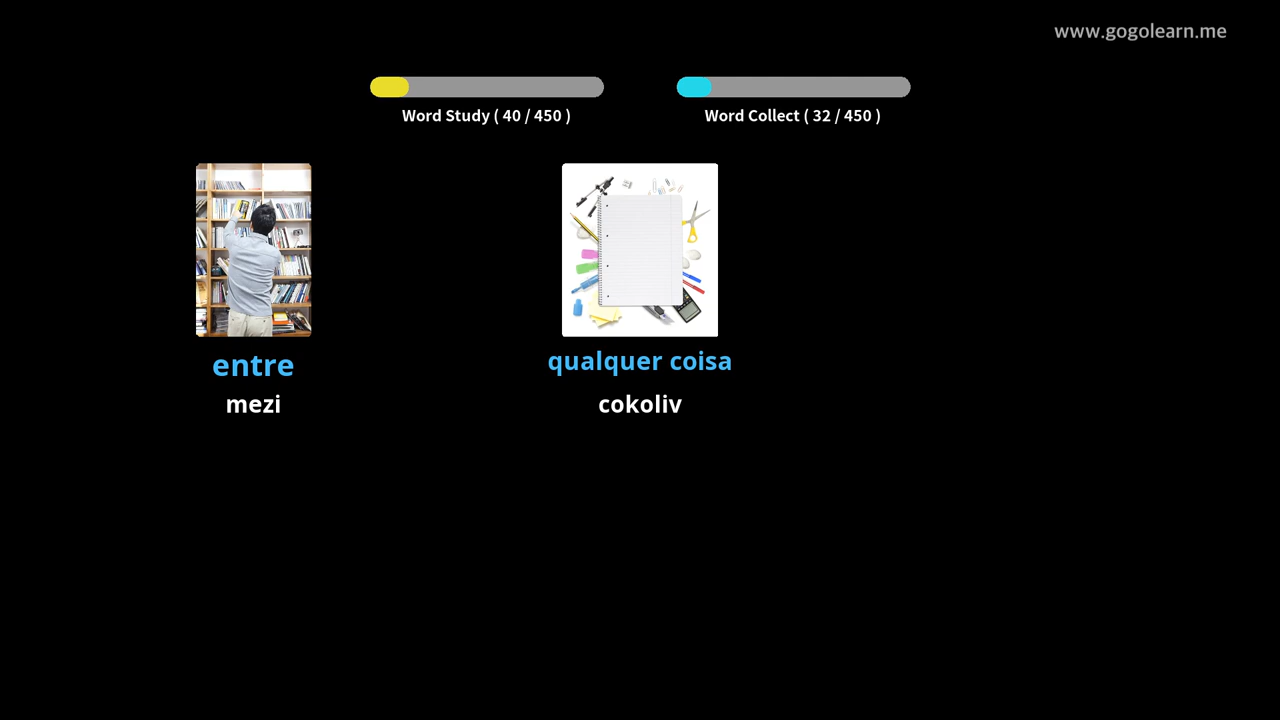 www.gogolearn.me
Word Study ( 40 / 450 )
Word Collect ( 32 / 450 )
entre
mezi
qualquer coisa
cokoliv